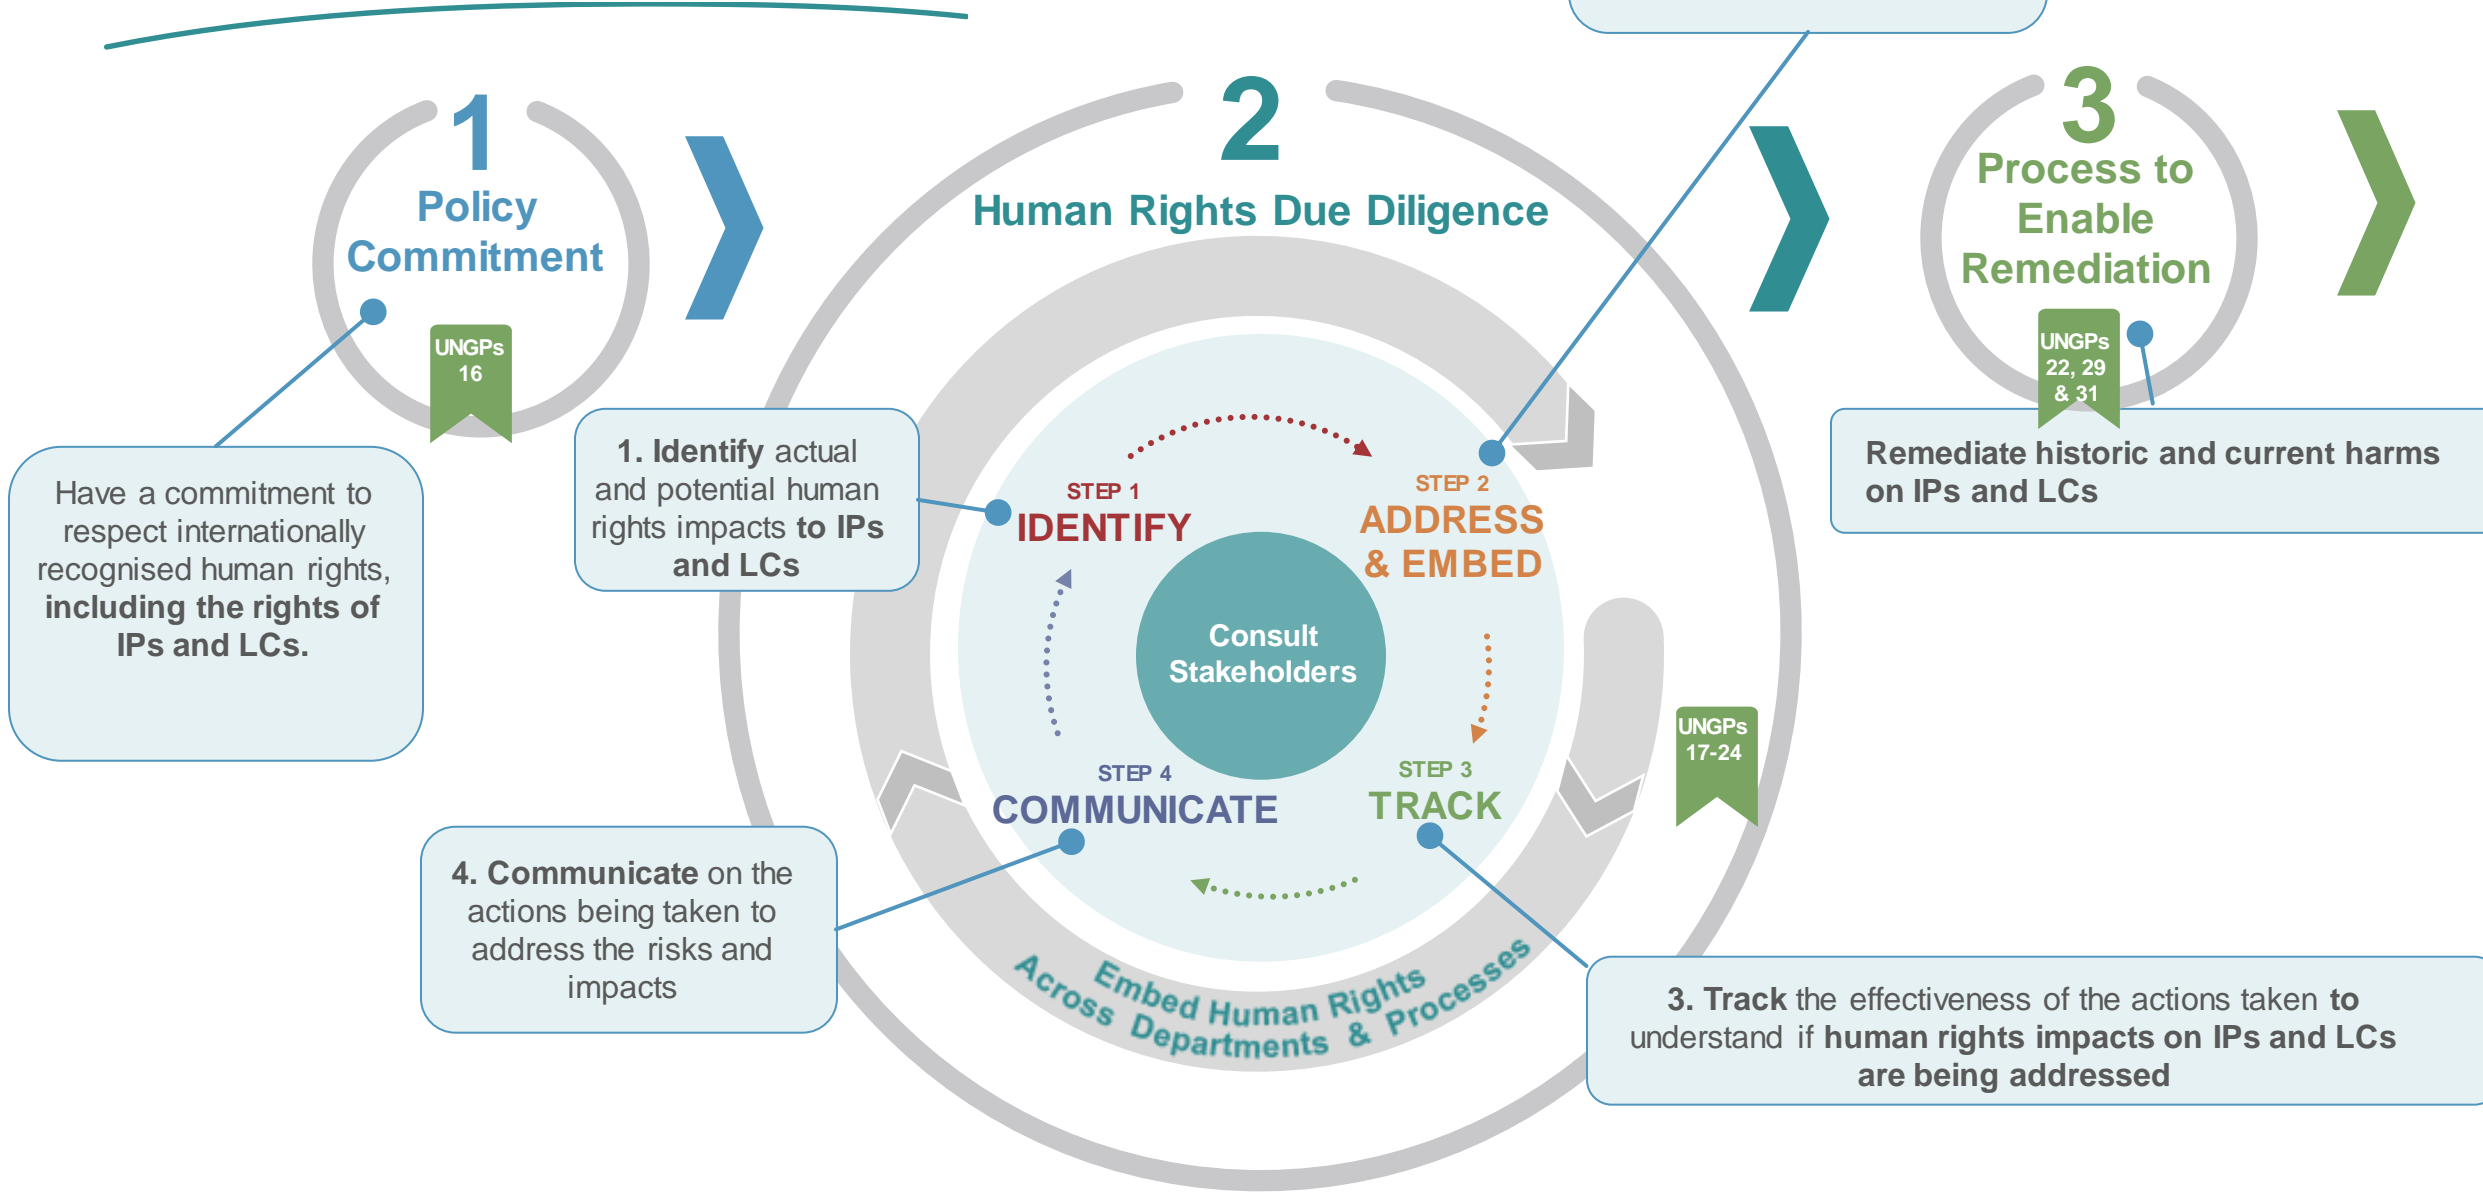 1
Policy
Commitment
UNGPs
16
Have a commitment to
respect internationally
recognised human rights,
including the rights of
IPs and LCs.
2
Human Rights Due Diligence
1. Identify actual
and potential human
rights impacts to IPs
and LCs
STEP 1
IDENTIFY
STEP 2
ADDRESS
& EMBED
Consult
Stakeholders
STEP 4
COMMUNICATE
STEP 3
TRACK
UNGPs
17-24
4. Communicate on the
actions being taken to
address the risks and
impacts
Embed Human Rights
Across Departments & Processes
3. Track the effectiveness of the actions taken to
understand if human rights impacts on IPs and LCs
are being addressed
3
Process to
Enable
Remediation
UNGPs
22, 29
& 31
Remediate historic and current harms
on IPs and LCs